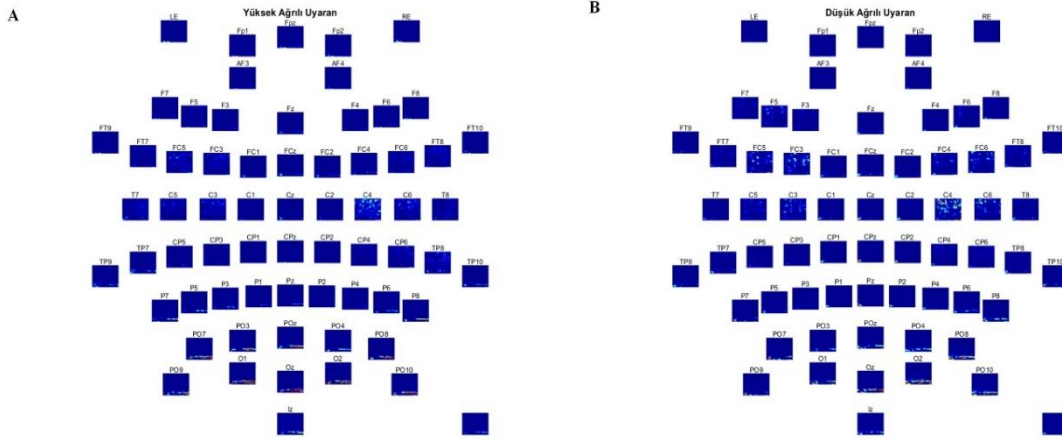 A
Yüksek Ağrılı Uyaran
LE Fp1 Fpz Fp2 RE
AF3 AF4
F7 F5 F3 Fz F4 F6 F8
FT9 FT7 FC5 FC3 FC1 FCz FC2 FC4 FC6 FT8 FT10
T7 C5 C3 C1 Cz C2 C4 C6 T8
TP9 TP7 CP5 CP3 CP1 CPz CP2 CP4 CP6 TP8 TP10
P7 P5 P3 P1 Pz P2 P4 P6 P8
PO7 PO3 POz PO4 PO8
PO9 O1 Oz O2 PO10
Iz
B
Düşük Ağrılı Uyaran
LE Fp1 Fpz Fp2 RE
AF3 AF4
F7 F5 F3 Fz F4 F6 F8
FT9 FT7 FC5 FC3 FC1 FCz FC2 FC4 FC6 FT8 FT10
T7 C5 C3 C1 Cz C2 C4 C6 T8
TP9 TP7 CP5 CP3 CP1 CPz CP2 CP4 CP6 TP8 TP10
P7 P5 P3 P1 Pz P2 P4 P6 P8
PO7 PO3 POz PO4 PO8
PO9 O1 Oz O2 PO10
Iz